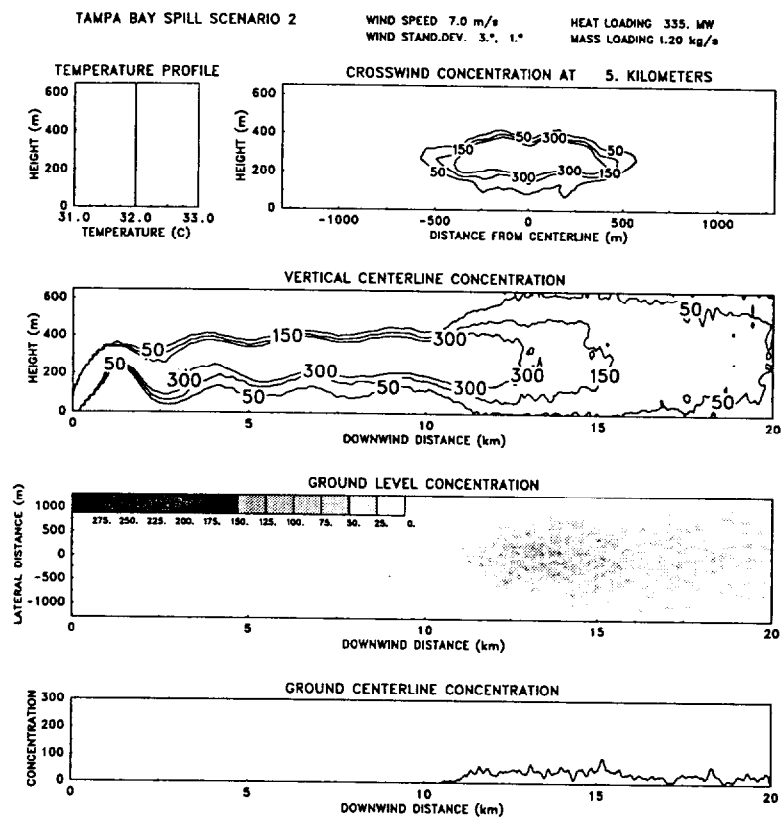 TAMPA BAY SPILL SCENARIO 2
WIND SPEED 7.0 m/s
WIND STAND.DEV. 3.°, 1.°
HEAT LOADING 335. MW
MASS LOADING 1.20 kg/s
TEMPERATURE PROFILE
HEIGHT (m)
600
400
200
0
31.0 32.0 33.0
TEMPERATURE (C)
CROSSWIND CONCENTRATION AT 5. KILOMETERS
HEIGHT (m)
600
400
200
0
150 50 300 50
50 300 300 150
-1000 -500 0 500 1000
DISTANCE FROM CENTERLINE (m)
VERTICAL CENTERLINE CONCENTRATION
HEIGHT (m)
600
400
200
0
50 150 300 50
50 300 300 300 150
50 50 50
0 5 10 15 20
DOWNWIND DISTANCE (km)
GROUND LEVEL CONCENTRATION
LATERAL DISTANCE (m)
1000
500
0
-500
-1000
275. 250. 225. 200. 175. 150. 125. 100. 75. 50. 25. 0.
0 5 10 15 20
DOWNWIND DISTANCE (km)
GROUND CENTERLINE CONCENTRATION
CONCENTRATION
300
200
100
0
0 5 10 15 20
DOWNWIND DISTANCE (km)